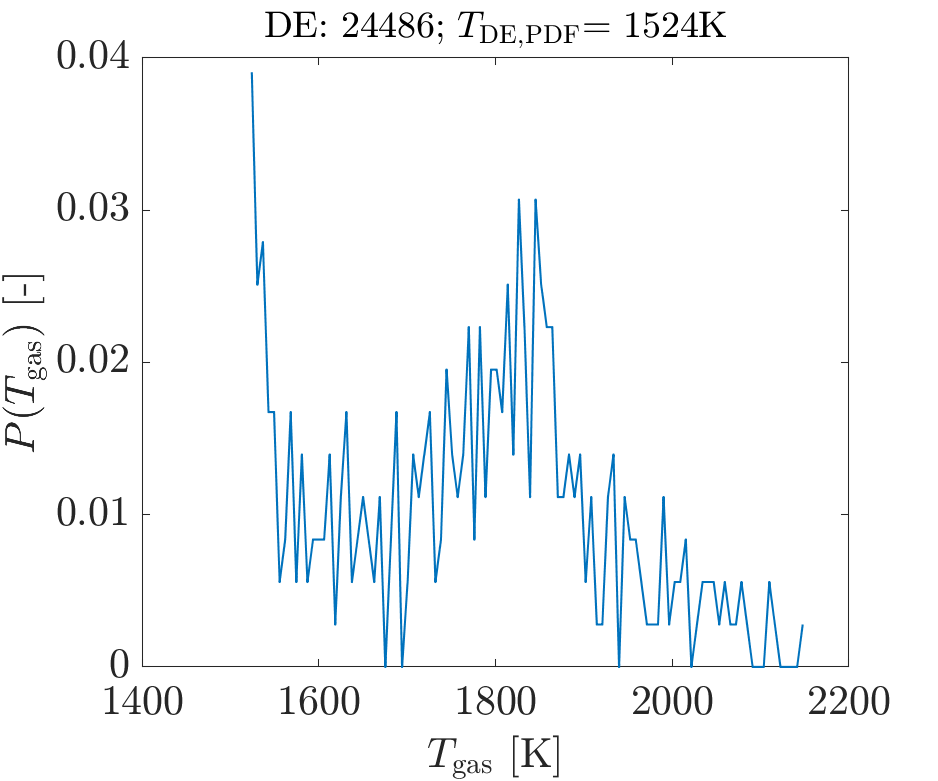 DE: 24486; T_DE,PDF= 1524K
0.04
0.03
0.02
0.01
0
1400 1600 1800 2000 2200
P(T_gas) [-]
T_gas [K]